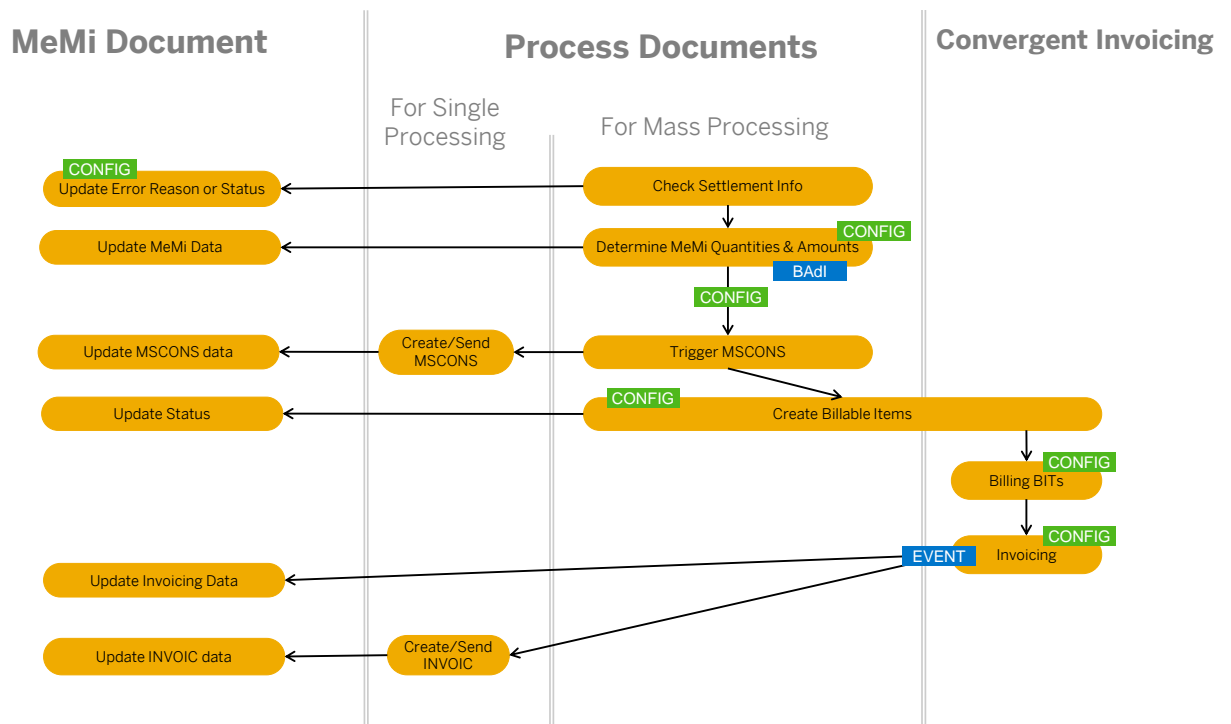 MeMi Document
Process Documents
Convergent Invoicing
For Single
Processing
For Mass Processing
CONFIG
Update Error Reason or Status
Check Settlement Info
Update MeMi Data
Determine MeMi Quantities & Amounts
CONFIG
BAdI
CONFIG
Update MSCONS data
Create/Send
MSCONS
Trigger MSCONS
Update Status
CONFIG
Create Billable Items
CONFIG
Billing BITs
CONFIG
EVENT
Invoicing
Update Invoicing Data
Update INVOIC data
Create/Send
INVOIC